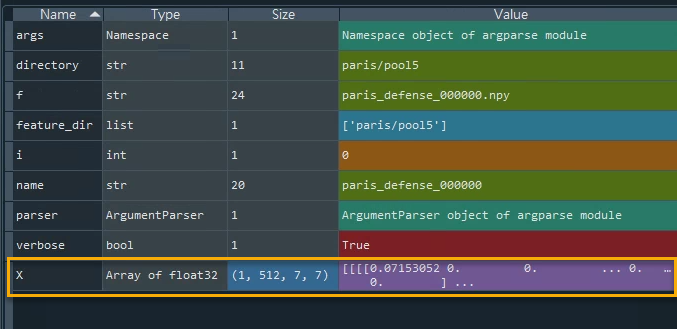 Name Type Size Value
args Namespace 1 Namespace object of argparse module
directory str 11 paris/pool5
f str 24 paris_defense_000000.npy
feature_dir list 1 ['paris/pool5']
i int 1 0
name str 20 paris_defense_000000
parser ArgumentParser 1 ArgumentParser object of argparse module
verbose bool 1 True
X Array of float32 (1, 512, 7, 7) [[[[0.07153052 0. 0. ... 0. …
0. ] ...